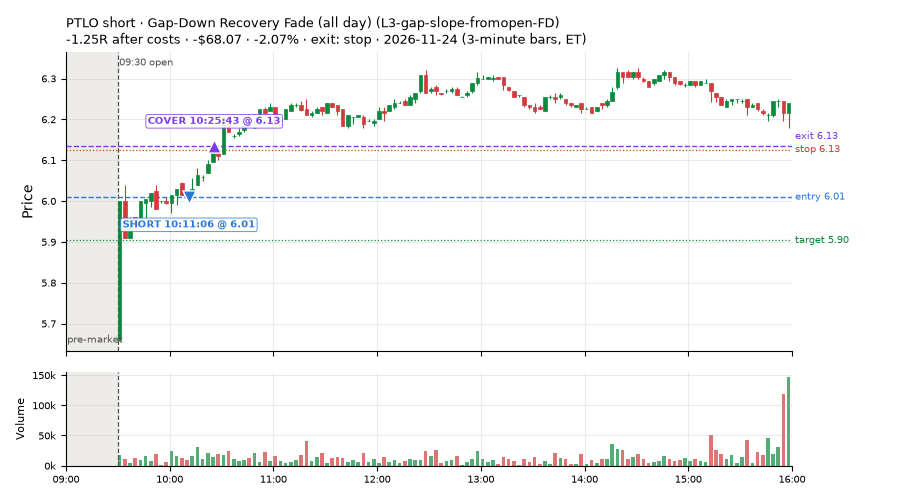 PTLO short · Gap-Down Recovery Fade (all day) (L3-gap-slope-fromopen-FD)
-1.25R after costs · -$68.07 · -2.07% · exit: stop · 2026-11-24 (3-minute bars, ET)
09:30 open
6.3
6.2
6.1
6.0
5.9
5.8
5.7
Price
COVER 10:25:43 @ 6.13
SHORT 10:11:06 @ 6.01
exit 6.13
stop 6.13
entry 6.01
target 5.90
pre-market
150k
100k
50k
0k
Volume
09:00
10:00
11:00
12:00
13:00
14:00
15:00
16:00